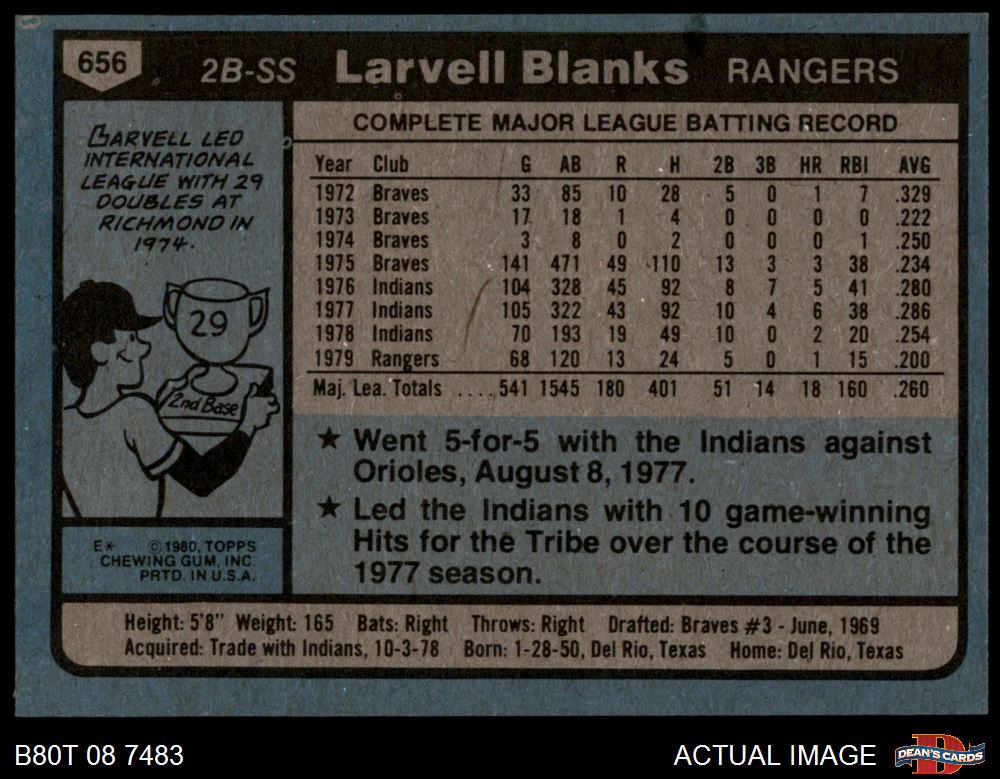 656 2B-SS Larvell Blanks RANGERS
LARVELL LED
INTERNATIONAL
LEAGUE WITH 29
DOUBLES AT
RICHMOND IN
1974.
29
2nd Base
E* © 1980, TOPPS
CHEWING GUM, INC.
PRTD. IN U.S.A.
COMPLETE MAJOR LEAGUE BATTING RECORD
Year Club G AB R H 2B 3B HR RBI AVG
1972 Braves 33 85 10 28 5 0 1 7 .329
1973 Braves 17 18 1 4 0 0 0 0 .222
1974 Braves 3 8 0 2 0 0 0 1 .250
1975 Braves 141 471 49 110 13 3 3 38 .234
1976 Indians 104 328 45 92 8 7 5 41 .280
1977 Indians 105 322 43 92 10 4 6 38 .286
1978 Indians 70 193 19 49 10 0 2 20 .254
1979 Rangers 68 120 13 24 5 0 1 15 .200
Maj. Lea. Totals .... 541 1545 180 401 51 14 18 160 .260
★ Went 5-for-5 with the Indians against
Orioles, August 8, 1977.
★ Led the Indians with 10 game-winning
Hits for the Tribe over the course of the
1977 season.
Height: 5'8" Weight: 165 Bats: Right Throws: Right Drafted: Braves #3 - June, 1969
Acquired: Trade with Indians, 10-3-78 Born: 1-28-50, Del Rio, Texas Home: Del Rio, Texas
B80T 08 7483 ACTUAL IMAGE DEAN'S CARDS